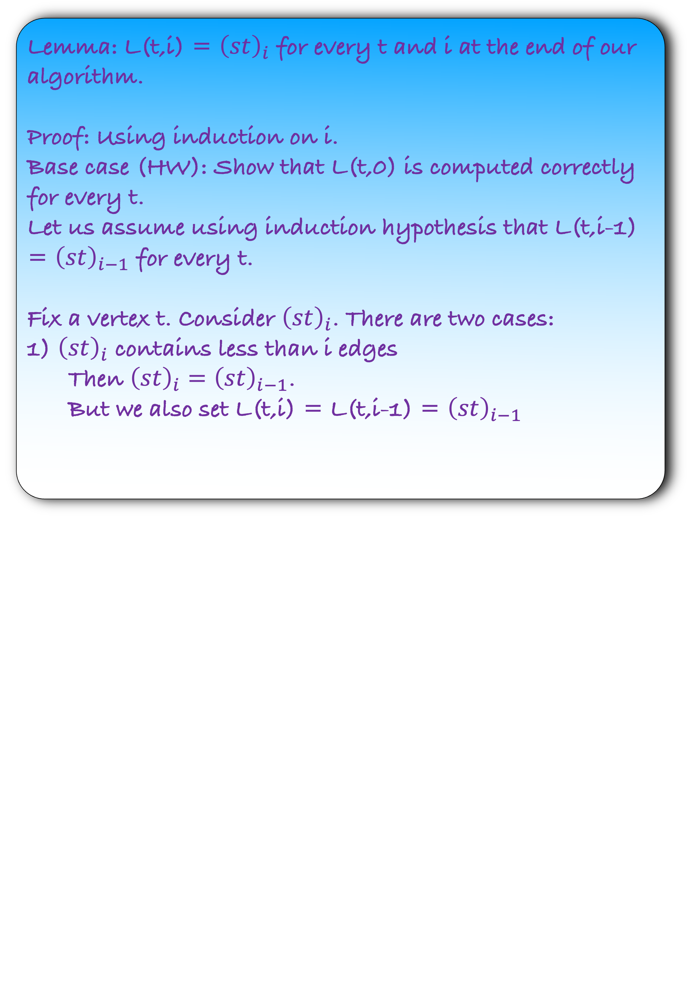 Lemma: L(t,i) = (st)_i for every t and i at the end of our
algorithm.
Proof: Using induction on i.
Base case (HW): Show that L(t,0) is computed correctly
for every t.
Let us assume using induction hypothesis that L(t,i-1)
= (st)_{i-1} for every t.
Fix a vertex t. Consider (st)_i. There are two cases:
1) (st)_i contains less than i edges
Then (st)_i = (st)_{i-1}.
But we also set L(t,i) = L(t,i-1) = (st)_{i-1}